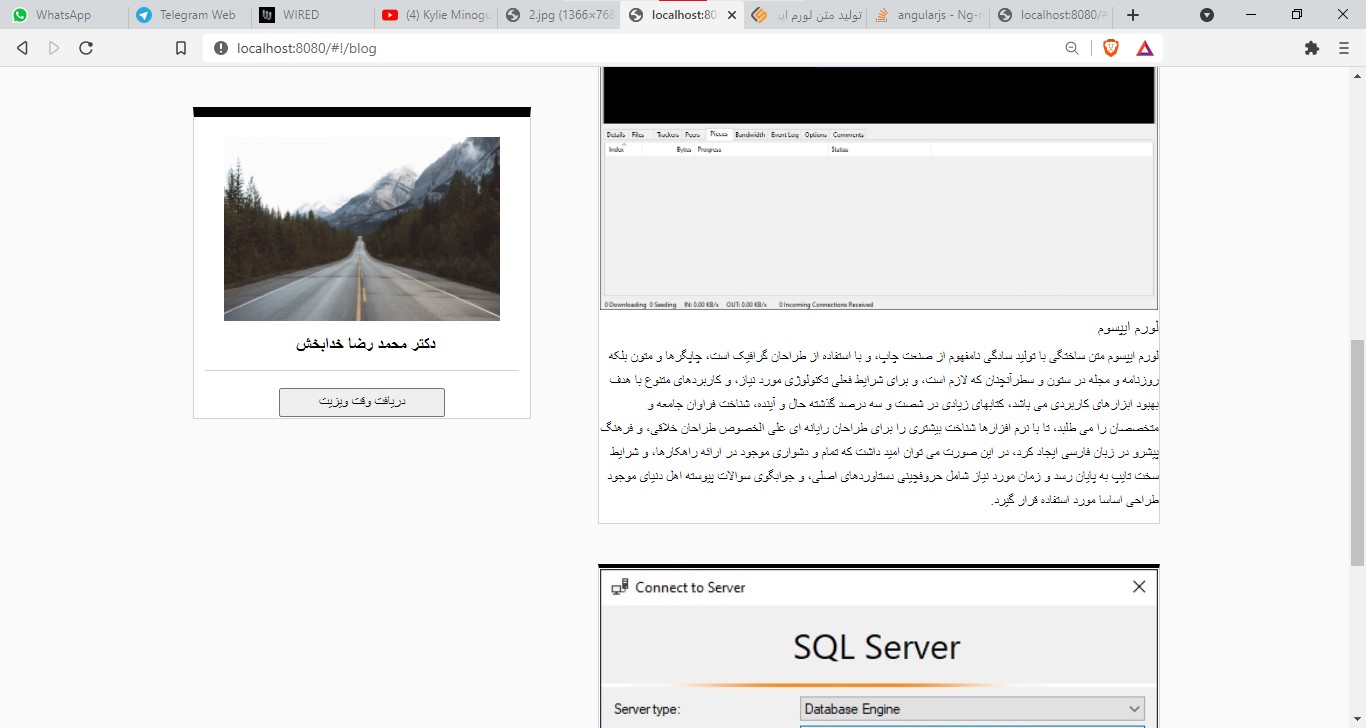 WhatsApp
Telegram Web
WIRED
(4) Kylie Minogu
2.jpg (1366×768
localhost:80
تولید متن لورم ای
angularjs - Ng-r
localhost:8080/#
localhost:8080/#!/blog
Details Files Trackers Peers Pieces Bandwidth Event Log Options Comments
Index Bytes Progress Status
0 Downloading 0 Seeding IN: 0.00 KB/s OUT: 0.00 KB/s 0 Incoming Connections Received
لورم ایپسوم
لورم ایپسوم متن ساختگی با تولید سادگی نامفهوم از صنعت چاپ، و با استفاده از طراحان گرافیک است، چاپگرها و متون بلکه
روزنامه و مجله در ستون و سطرآنچنان که لازم است، و برای شرایط فعلی تکنولوژی مورد نیاز، و کاربردهای متنوع با هدف
بهبود ابزارهای کاربردی می باشد، کتابهای زیادی در شصت و سه درصد گذشته حال و آینده، شناخت فراوان جامعه و
متخصصان را می طلبد، تا با نرم افزارها شناخت بیشتری را برای طراحان رایانه ای علی الخصوص طراحان خلاقی، و فرهنگ
پیشرو در زبان فارسی ایجاد کرد، در این صورت می توان امید داشت که تمام و دشواری موجود در ارائه راهکارها، و شرایط
سخت تایپ به پایان رسد و زمان مورد نیاز شامل حروفچینی دستاوردهای اصلی، و جوابگوی سوالات پیوسته اهل دنیای موجود
طراحی اساسا مورد استفاده قرار گیرد.
دکتر محمد رضا خدابخش
دریافت وقت ویزیت
Connect to Server
SQL Server
Server type:
Database Engine